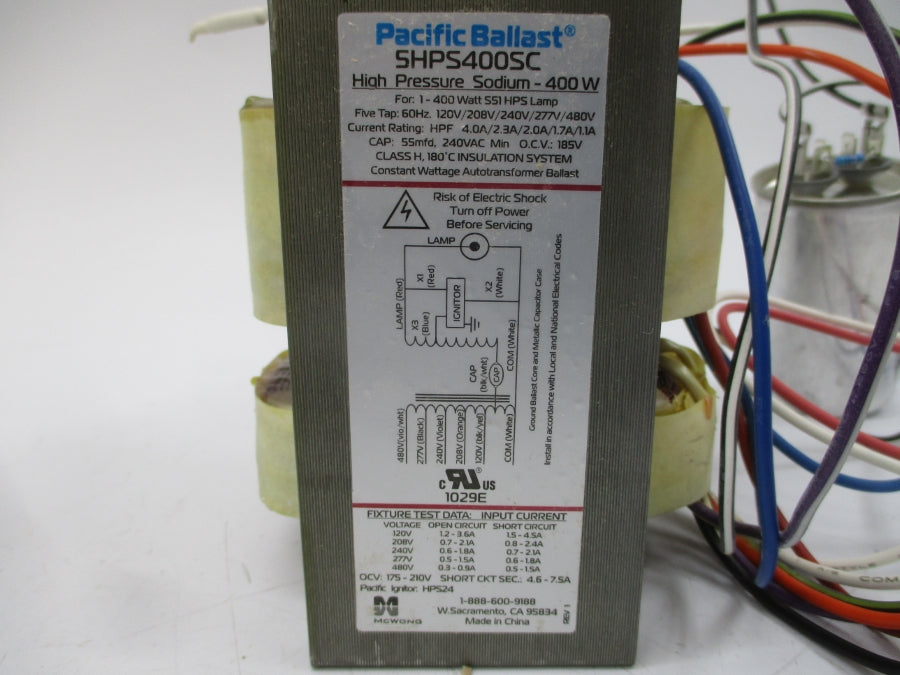 Pacific Ballast®
SHPS400SC
High Pressure Sodium - 400 W
For: 1 - 400 Watt S51 HPS Lamp
Five Tap: 60Hz. 120V/208V/240V/277V/480V
Current Rating: HPF 4.0A/2.3A/2.0A/1.7A/1.1A
CAP: 55mfd, 240VAC Min O.C.V.: 185V
CLASS H, 180°C INSULATION SYSTEM
Constant Wattage Autotransformer Ballast
Risk of Electric Shock
Turn off Power
Before Servicing
LAMP
LAMP (Red)
X1
(Red)
IGNITOR
X2
(White)
X3
(Blue)
CAP
(blk/wht)
CAP
COM (White)
480V(vio/wht)
277V(Black)
240V(Violet)
208V(Orange)
120V(blk/yel)
COM (White)
Ground Ballast Core and Metallic Capacitor Case
Install in accordance with Local and National Electrical Codes
c RU® US
1029E
FIXTURE TEST DATA: INPUT CURRENT
VOLTAGE OPEN CIRCUIT SHORT CIRCUIT
120V 1.2 - 3.6A 1.5 - 4.5A
208V 0.7 - 2.1A 0.8 - 2.4A
240V 0.6 - 1.8A 0.7 - 2.1A
277V 0.5 - 1.5A 0.6 - 1.8A
480V 0.3 - 0.9A 0.5 - 1.5A
OCV: 175 - 210V SHORT CKT SEC.: 4.6 - 7.5A
Pacific Ignitor: HPS24
MCWONG
1-888-600-9188
W.Sacramento, CA 95834
Made in China
REV 1
COM